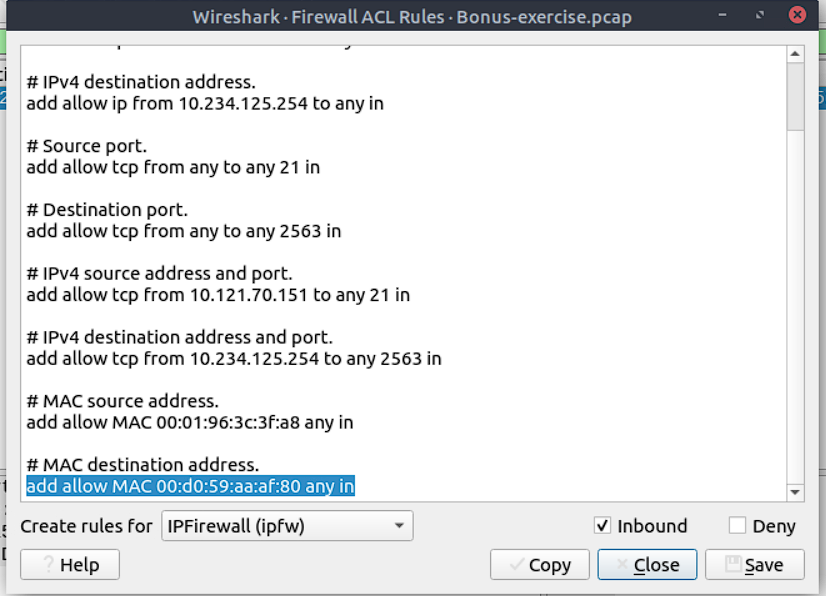 Wireshark · Firewall ACL Rules · Bonus-exercise.pcap
# IPv4 destination address.
add allow ip from 10.234.125.254 to any in
# Source port.
add allow tcp from any to any 21 in
# Destination port.
add allow tcp from any to any 2563 in
# IPv4 source address and port.
add allow tcp from 10.121.70.151 to any 21 in
# IPv4 destination address and port.
add allow tcp from 10.234.125.254 to any 2563 in
# MAC source address.
add allow MAC 00:01:96:3c:3f:a8 any in
# MAC destination address.
add allow MAC 00:d0:59:aa:af:80 any in
Create rules for IPFirewall (ipfw) Inbound Deny
Help Copy Close Save